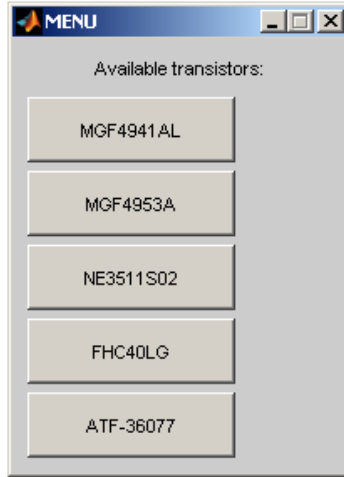 MENU
Available transistors:
MGF4941AL
MGF4953A
NE3511S02
FHC40LG
ATF-36077